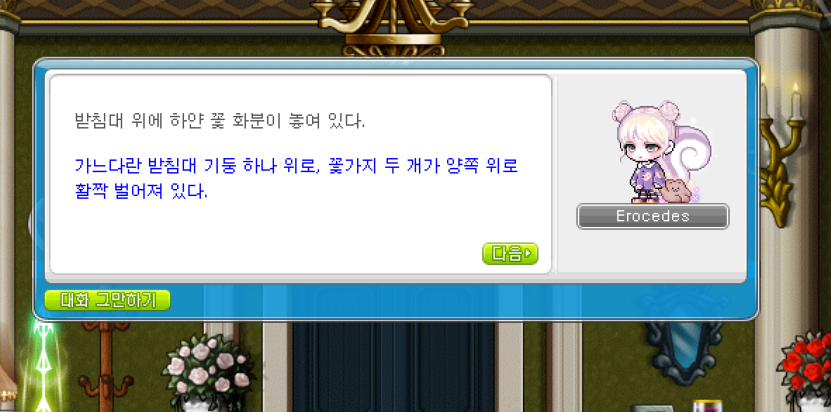 받침대 위에 하얀 꽃 화분이 놓여 있다.
가느다란 받침대 기둥 하나 위로, 꽃가지 두 개가 양쪽 위로
활짝 벌어져 있다.
Erocedes
다음
대화 그만하기